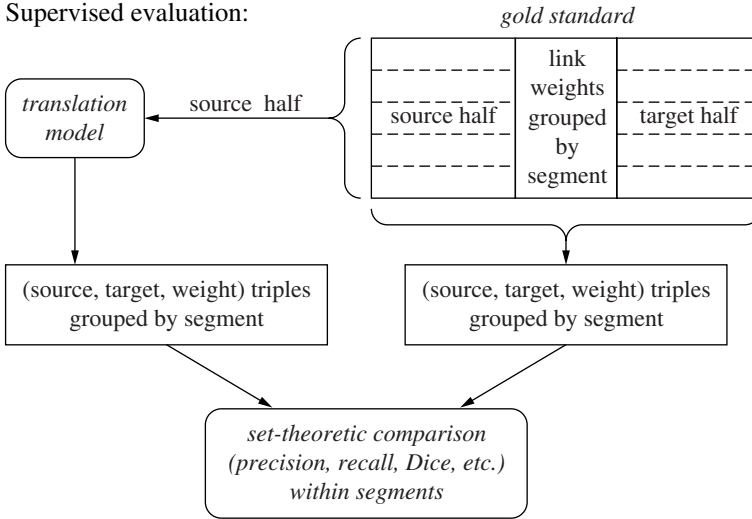 Supervised evaluation:
gold standard
translation
model
source half
source half
link
weights
grouped
by
segment
target half
(source, target, weight) triples
grouped by segment
(source, target, weight) triples
grouped by segment
set-theoretic comparison
(precision, recall, Dice, etc.)
within segments